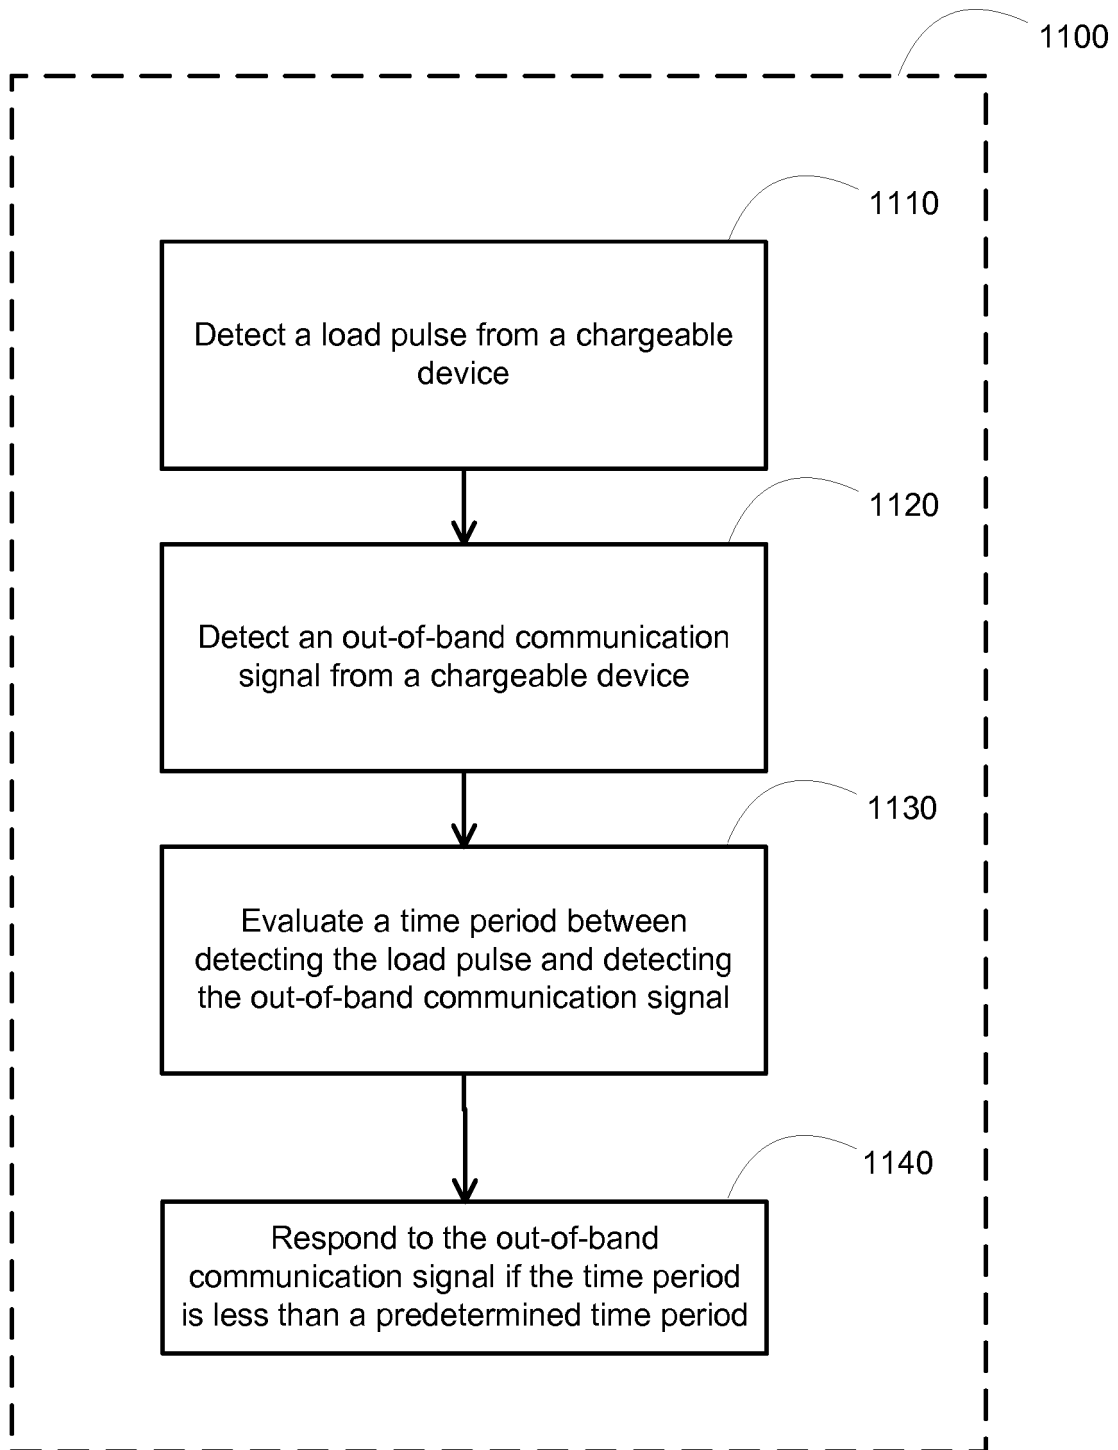 1100
1110
Detect a load pulse from a chargeable
device
1120
Detect an out-of-band communication
signal from a chargeable device
1130
Evaluate a time period between
detecting the load pulse and detecting
the out-of-band communication signal
1140
Respond to the out-of-band
communication signal if the time period
is less than a predetermined time period